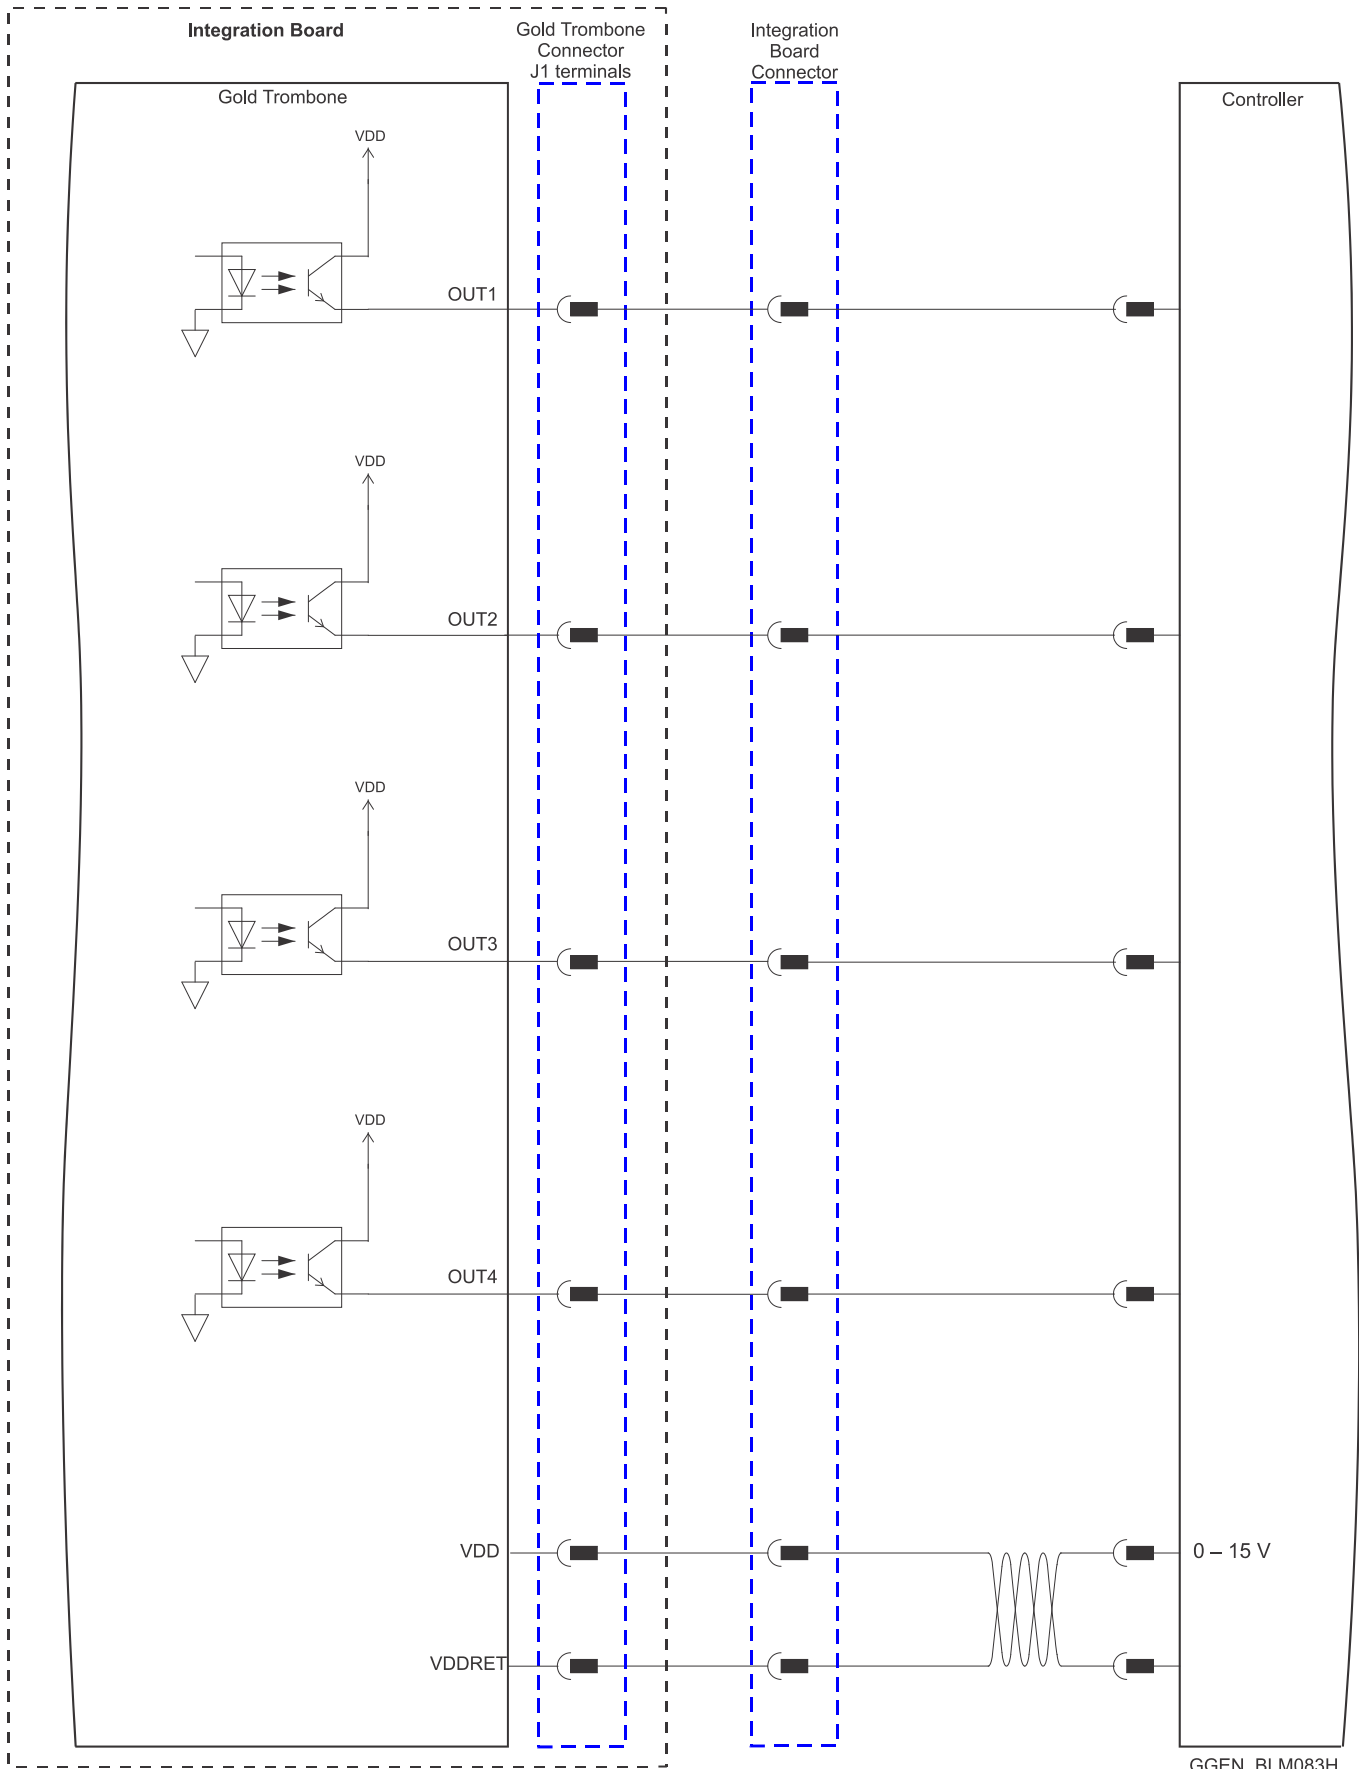 Integration Board
Gold Trombone
Connector
J1 terminals
Integration
Board
Connector
Gold Trombone
Controller
VDD
OUT1
VDD
OUT2
VDD
OUT3
VDD
OUT4
VDD
0 – 15 V
VDDRET
GGEN_BLM083H